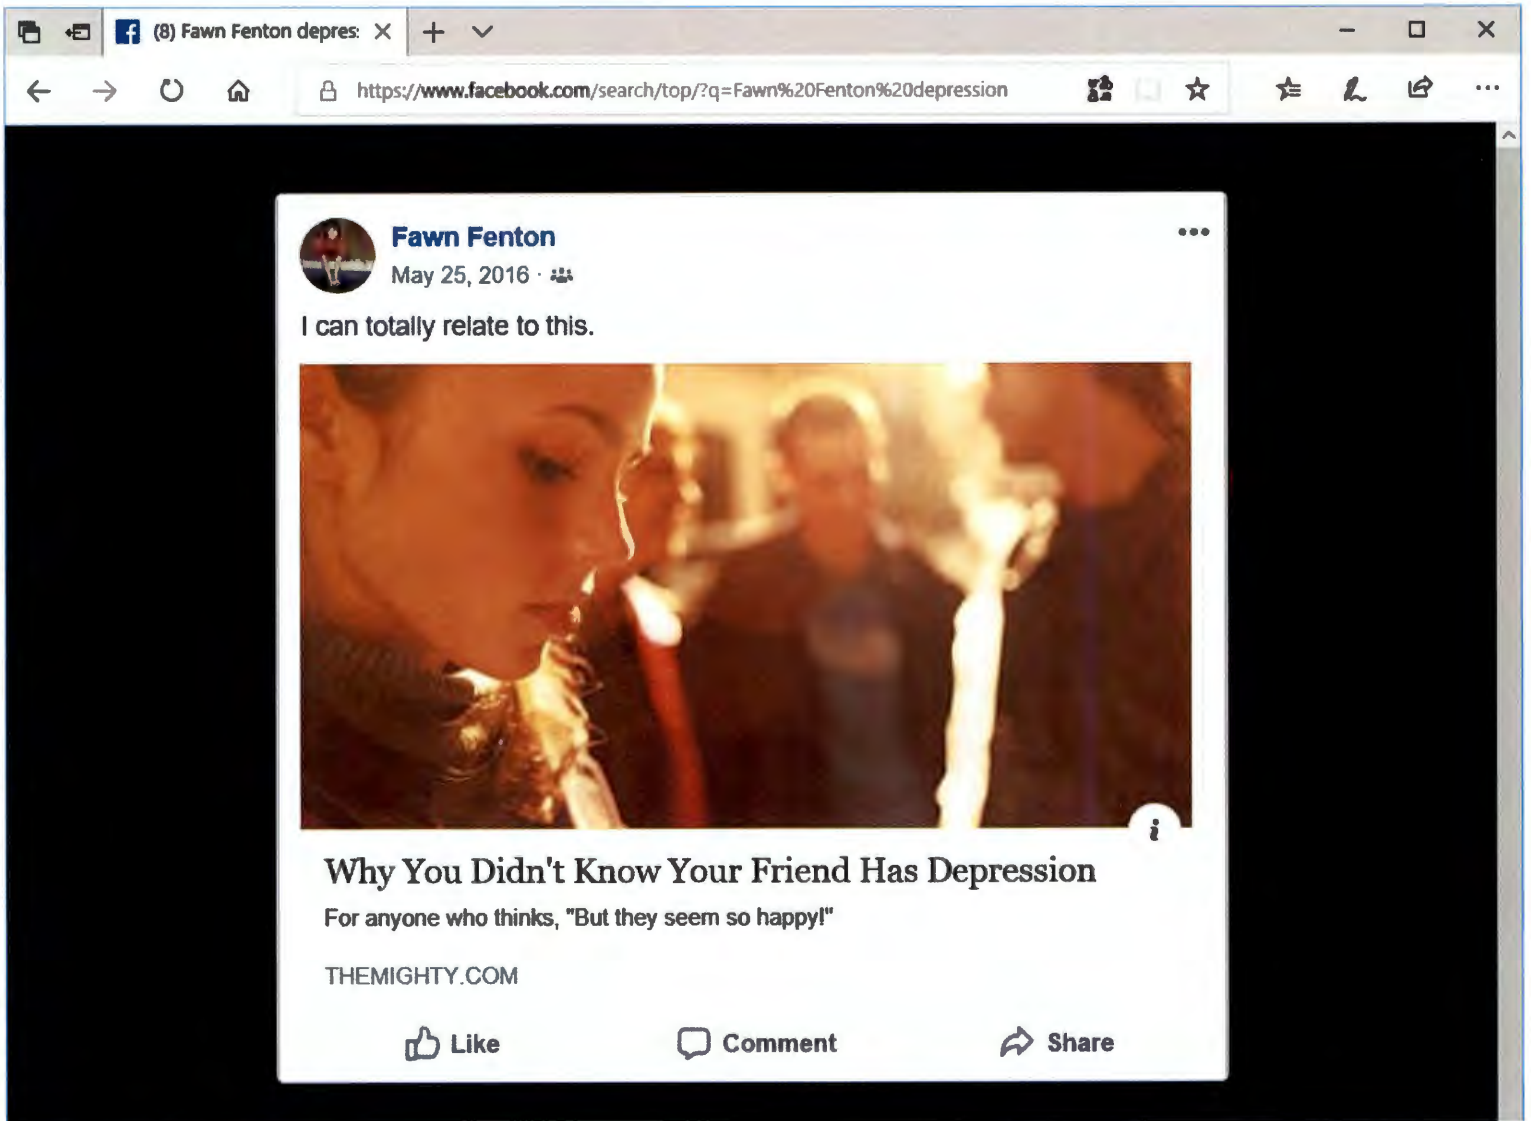 (8) Fawn Fenton depres:
https://www.facebook.com/search/top/?q=Fawn%20Fenton%20depression
Fawn Fenton
May 25, 2016 ·
I can totally relate to this.
i
Why You Didn't Know Your Friend Has Depression
For anyone who thinks, "But they seem so happy!"
THEMIGHTY.COM
Like Comment Share